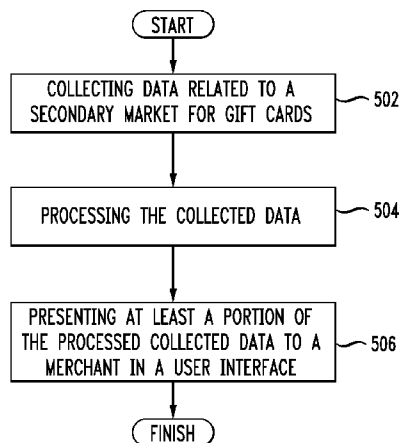 START
COLLECTING DATA RELATED TO A
SECONDARY MARKET FOR GIFT CARDS
502
PROCESSING THE COLLECTED DATA
504
PRESENTING AT LEAST A PORTION OF
THE PROCESSED COLLECTED DATA TO A
MERCHANT IN A USER INTERFACE
506
FINISH